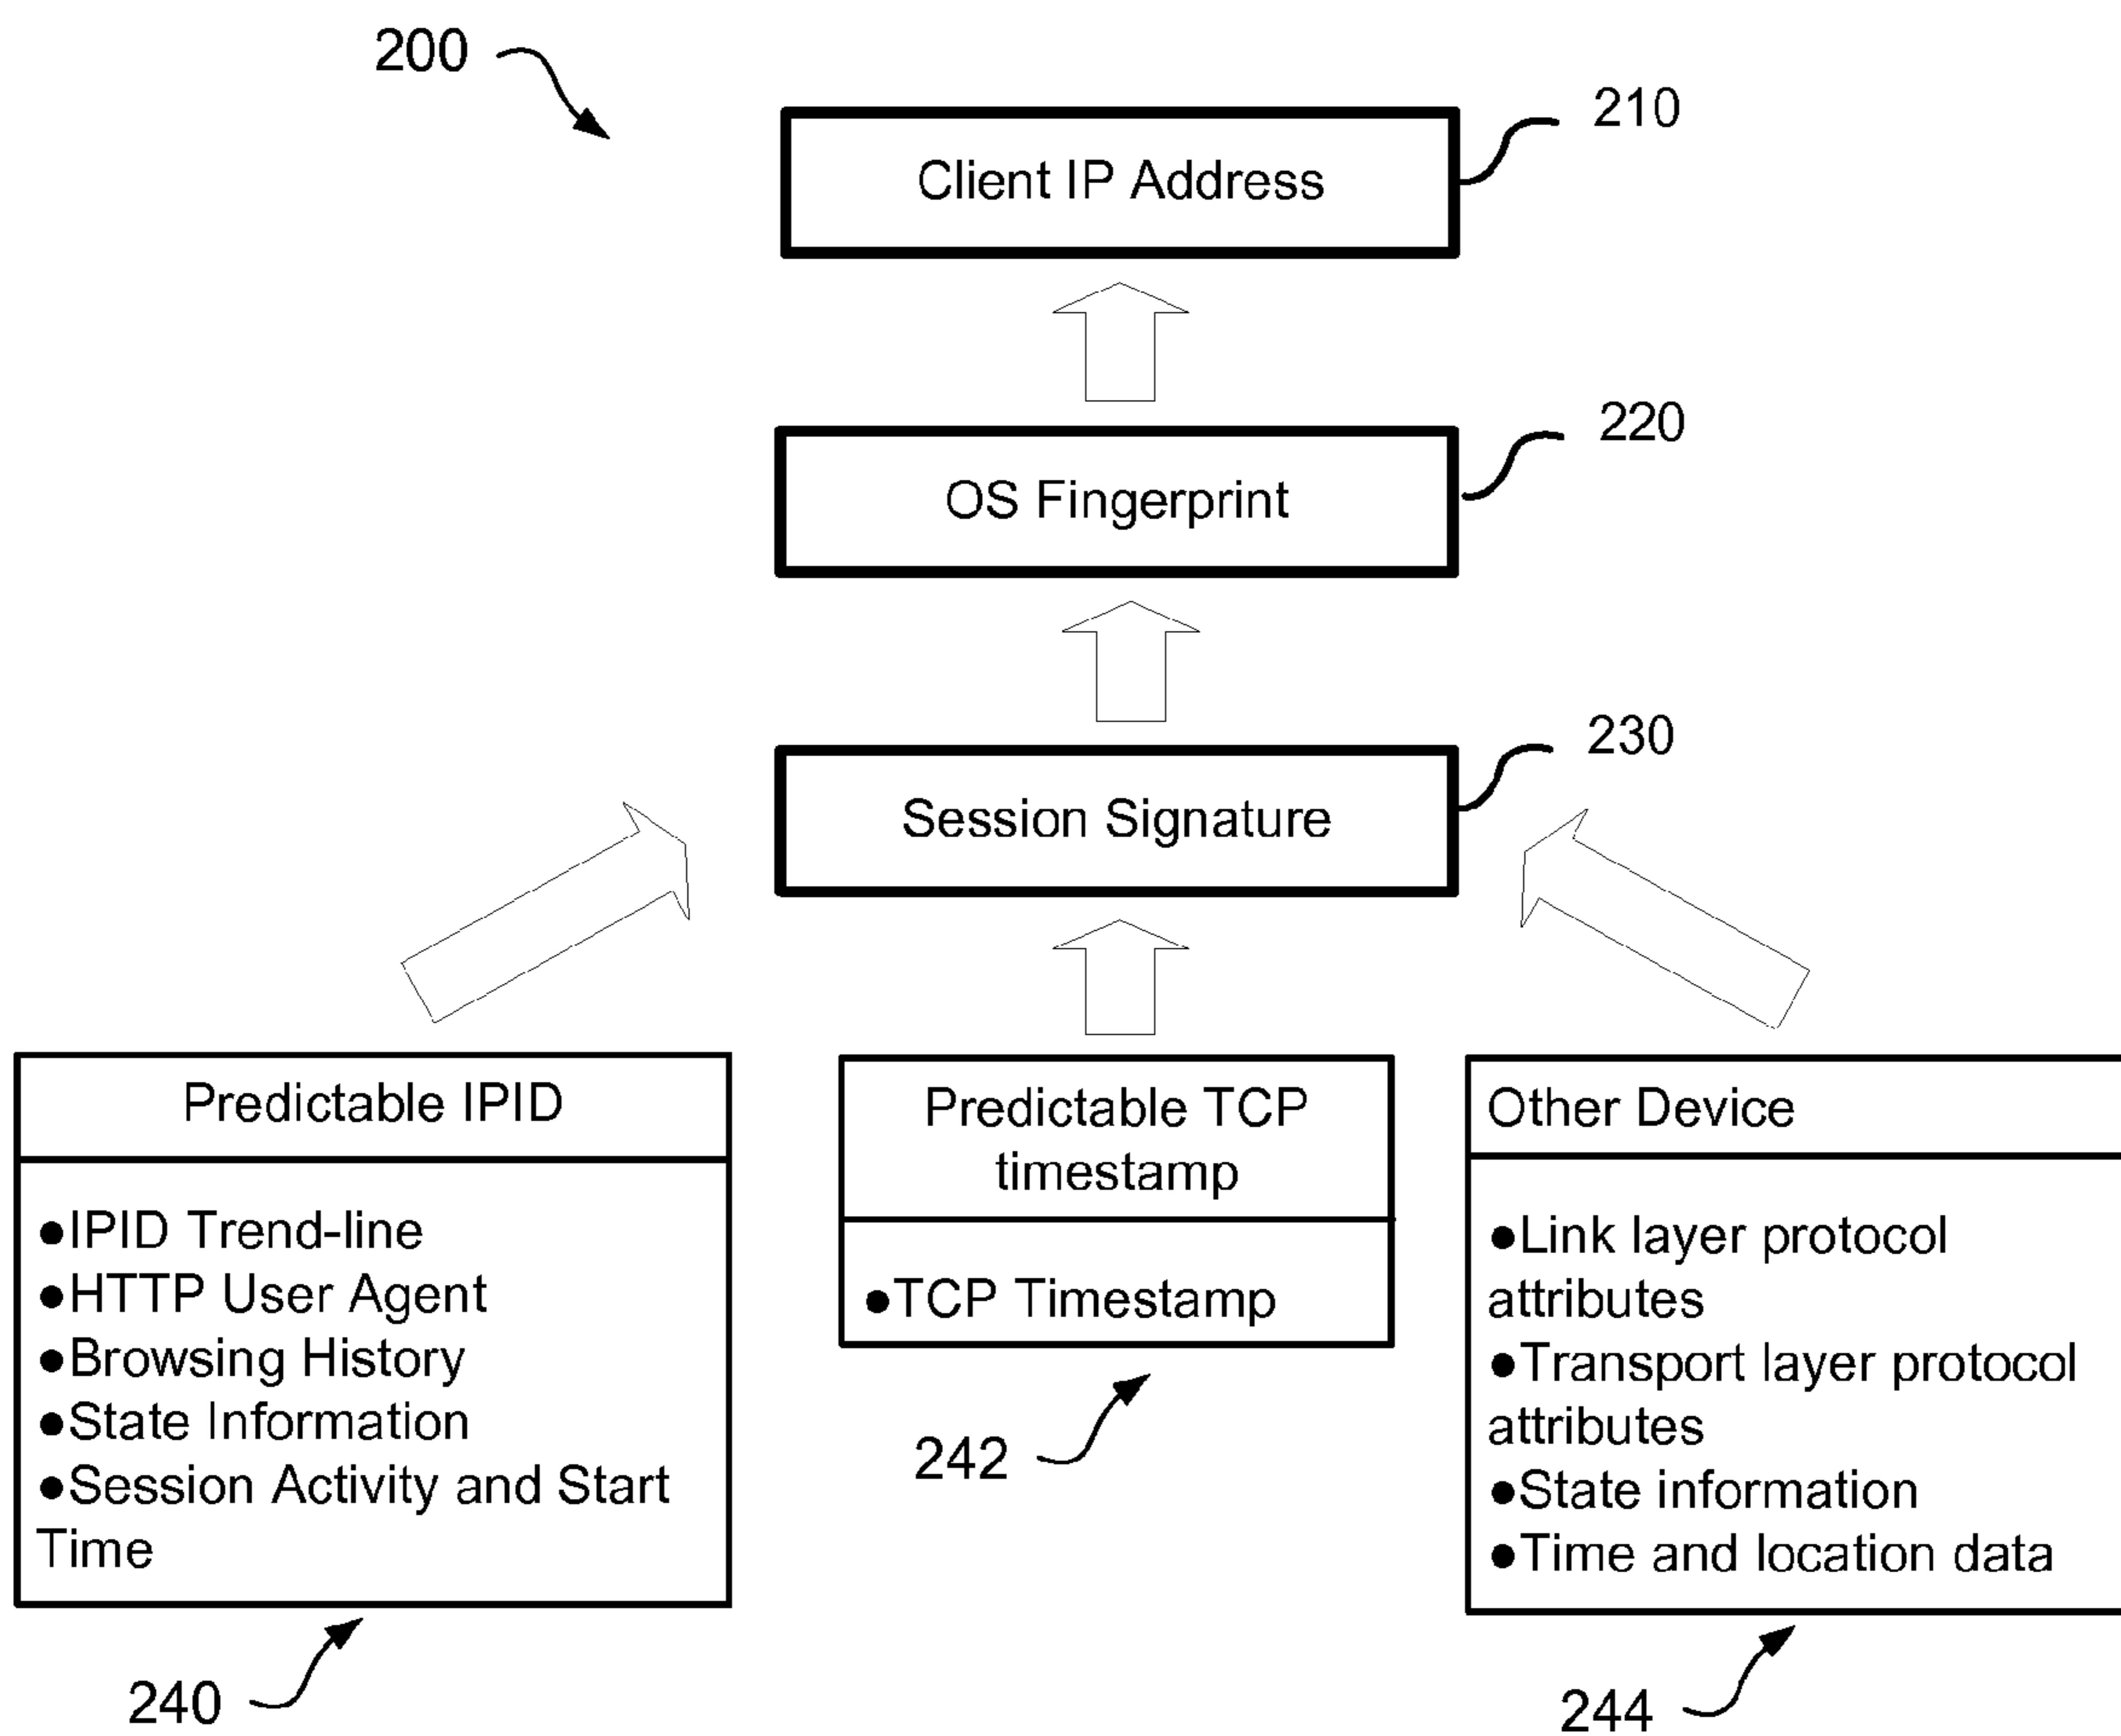 200
210
Client IP Address
220
OS Fingerprint
230
Session Signature
Predictable IPID
●IPID Trend-line
●HTTP User Agent
●Browsing History
●State Information
●Session Activity and Start
Time
240
Predictable TCP
timestamp
●TCP Timestamp
242
Other Device
●Link layer protocol
attributes
●Transport layer protocol
attributes
●State information
●Time and location data
244